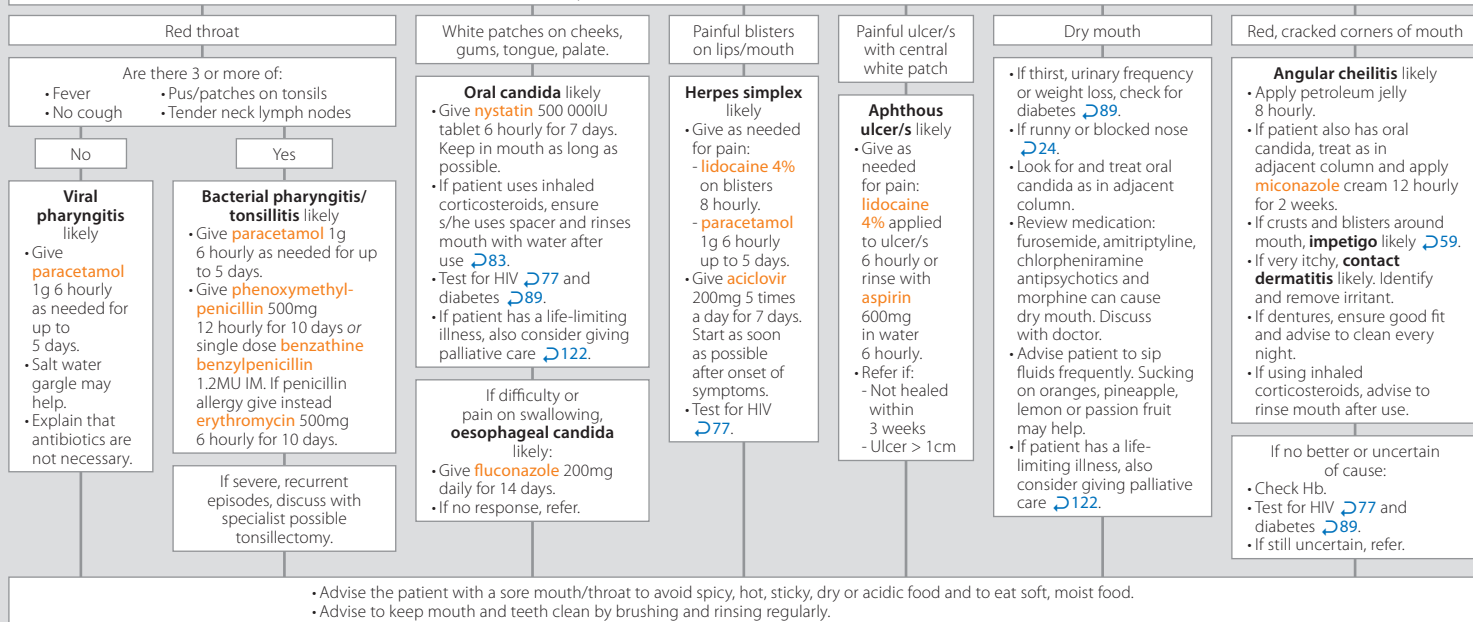 Red throat
Are there 3 or more of:
• Fever
• Pus/patches on tonsils
• No cough
• Tender neck lymph nodes
No
Yes
Viral
pharyngitis
likely
• Give
paracetamol
1g 6 hourly
as needed for
up to
5 days.
• Salt water
gargle may
help.
• Explain that
antibiotics are
not necessary.
Bacterial pharyngitis/
tonsillitis likely
• Give paracetamol 1g
6 hourly as needed for up
to 5 days.
• Give phenoxymethyl-
penicillin 500mg
12 hourly for 10 days or
single dose benzathine
benzylpenicillin
1.2MU IM. If penicillin
allergy give instead
erythromycin 500mg
6 hourly for 10 days.
If severe, recurrent
episodes, discuss with
specialist possible
tonsillectomy.
White patches on cheeks,
gums, tongue, palate.
Oral candida likely
• Give nystatin 500 000IU
tablet 6 hourly for 7 days.
Keep in mouth as long as
possible.
• If patient uses inhaled
corticosteroids, ensure
s/he uses spacer and rinses
mouth with water after
use ⮌83.
• Test for HIV ⮌77 and
diabetes ⮌89.
• If patient has a life-limiting
illness, also consider giving
palliative care ⮌122.
If difficulty or
pain on swallowing,
oesophageal candida
likely:
• Give fluconazole 200mg
daily for 14 days.
• If no response, refer.
Painful blisters
on lips/mouth
Herpes simplex
likely
• Give as needed
for pain:
- lidocaine 4%
on blisters
8 hourly.
- paracetamol
1g 6 hourly
up to 5 days.
• Give aciclovir
200mg 5 times
a day for 7 days.
Start as soon
as possible
after onset of
symptoms.
• Test for HIV
⮌77.
Painful ulcer/s
with central
white patch
Aphthous
ulcer/s likely
• Give as
needed
for pain:
lidocaine
4% applied
to ulcer/s
6 hourly or
rinse with
aspirin
600mg
in water
6 hourly.
• Refer if:
- Not healed
within
3 weeks
- Ulcer > 1cm
Dry mouth
• If thirst, urinary frequency
or weight loss, check for
diabetes ⮌89.
• If runny or blocked nose
⮌24.
• Look for and treat oral
candida as in adjacent
column.
• Review medication:
furosemide, amitriptyline,
chlorpheniramine
antipsychotics and
morphine can cause
dry mouth. Discuss
with doctor.
• Advise patient to sip
fluids frequently. Sucking
on oranges, pineapple,
lemon or passion fruit
may help.
• If patient has a life-
limiting illness, also
consider giving palliative
care ⮌122.
Red, cracked corners of mouth
Angular cheilitis likely
• Apply petroleum jelly
8 hourly.
• If patient also has oral
candida, treat as in
adjacent column and apply
miconazole cream 12 hourly
for 2 weeks.
• If crusts and blisters around
mouth, impetigo likely ⮌59.
• If very itchy, contact
dermatitis likely. Identify
and remove irritant.
• If dentures, ensure good fit
and advise to clean every
night.
• If using inhaled
corticosteroids, advise to
rinse mouth after use.
If no better or uncertain
of cause:
• Check Hb.
• Test for HIV ⮌77 and
diabetes ⮌89.
• If still uncertain, refer.
• Advise the patient with a sore mouth/throat to avoid spicy, hot, sticky, dry or acidic food and to eat soft, moist food.
• Advise to keep mouth and teeth clean by brushing and rinsing regularly.